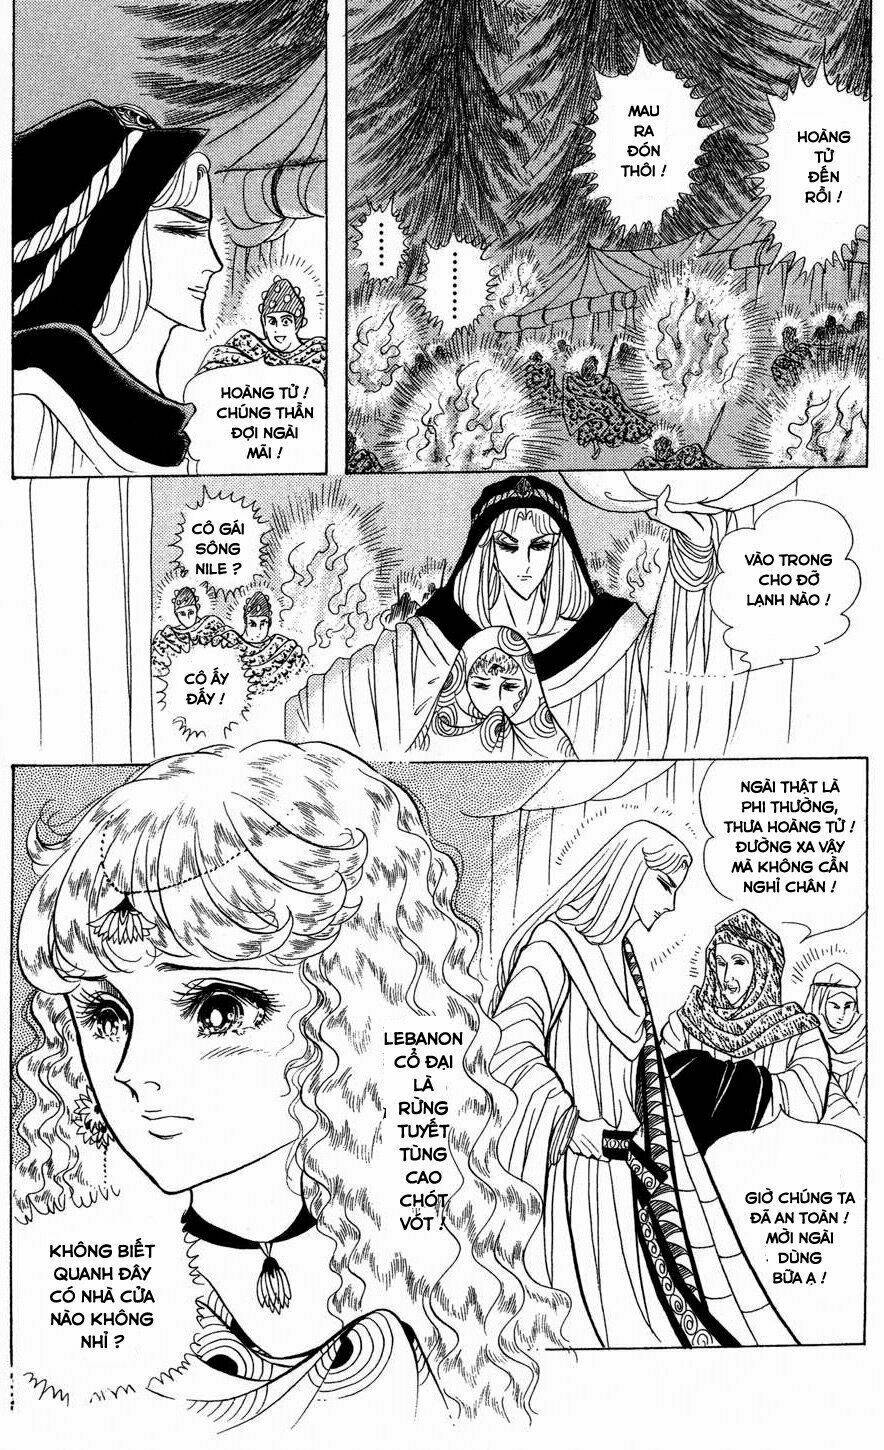 HOÀNG
TỬ
ĐẾN
RỒI !
MAU
RA
ĐÓN
THÔI !
HOÀNG TỬ !
CHÚNG THẦN
ĐỢI NGÀI
MÃI !
VÀO TRONG
CHO ĐỠ
LẠNH NÀO !
CÔ GÁI
SÔNG
NILE ?
CÔ ẤY
ĐẤY !
NGÀI THẬT LÀ
PHI THƯỜNG,
THƯA HOÀNG TỬ !
ĐƯỜNG XA VẬY
MÀ KHÔNG CẦN
NGHỈ CHÂN !
GIỜ CHÚNG TA
ĐÃ AN TOÀN !
MỜI NGÀI
DÙNG
BỮA Ạ !
LEBANON
CỔ ĐẠI
LÀ
RỪNG
TUYẾT
TÙNG
CAO
CHÓT
VÓT !
KHÔNG BIẾT
QUANH ĐÂY
CÓ NHÀ CỬA
NÀO KHÔNG
NHỈ ?